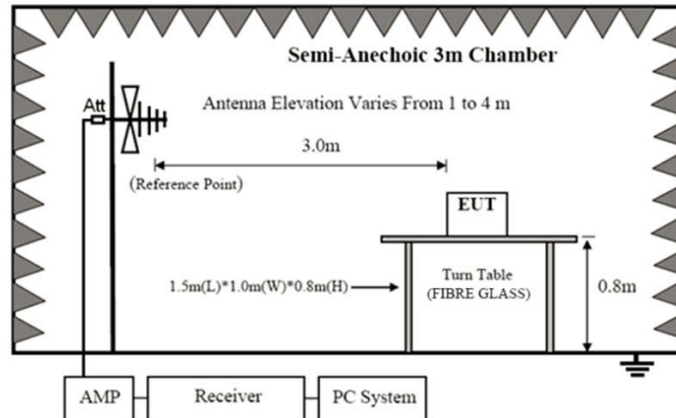 Semi-Anechoic 3m Chamber
Att
Antenna Elevation Varies From 1 to 4 m
3.0m
(Reference Point)
EUT
1.5m(L)*1.0m(W)*0.8m(H)
Turn Table
(FIBRE GLASS)
0.8m
AMP
Receiver
PC System